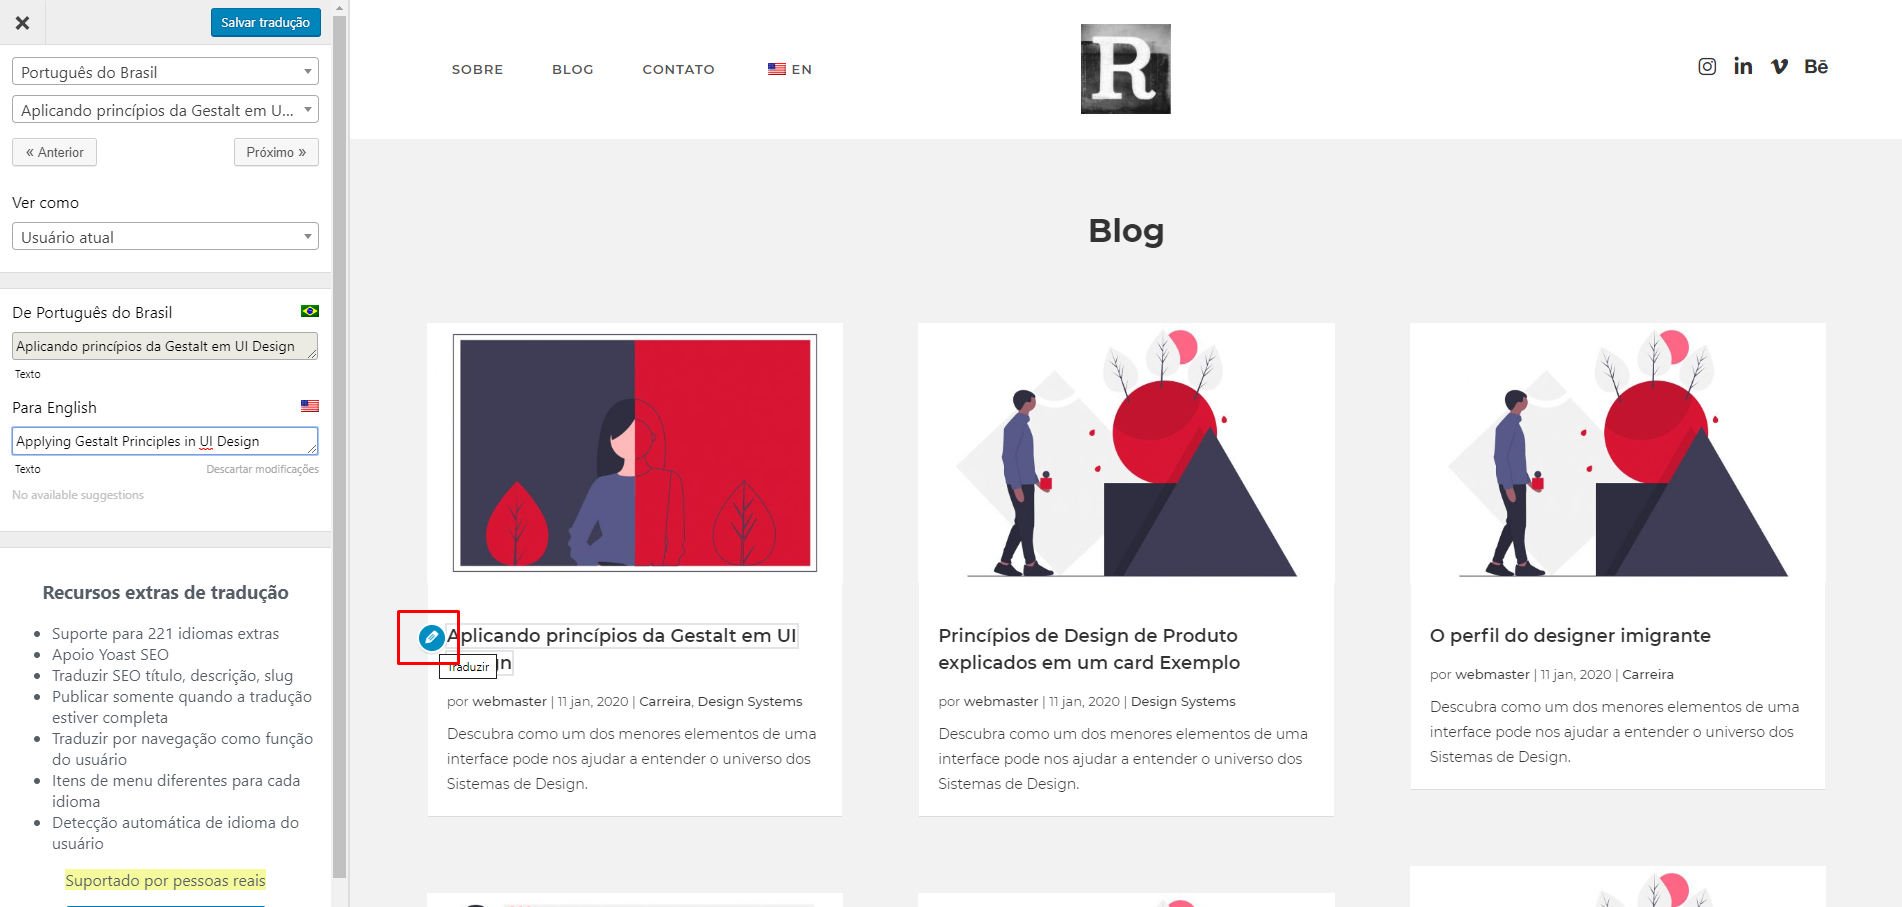 Salvar tradução
Português do Brasil
Aplicando princípios da Gestalt em U...
« Anterior
Próximo »
Ver como
Usuário atual
De Português do Brasil
Aplicando princípios da Gestalt em UI Design
Texto
Para English
Applying Gestalt Principles in UI Design
Texto
Descartar modificações
No available suggestions
Recursos extras de tradução
Suporte para 221 idiomas extras
Apoio Yoast SEO
Traduzir SEO título, descrição, slug
Publicar somente quando a tradução
estiver completa
Traduzir por navegação como função
do usuário
Itens de menu diferentes para cada
idioma
Detecção automática de idioma do
usuário
Suportado por pessoas reais
SOBRE
BLOG
CONTATO
EN
R
in
Bē
Blog
Aplicando princípios da Gestalt em UI
Traduzir
por webmaster | 11 jan, 2020 | Carreira, Design Systems
Descubra como um dos menores elementos de uma
interface pode nos ajudar a entender o universo dos
Sistemas de Design.
Princípios de Design de Produto
explicados em um card Exemplo
por webmaster | 11 jan, 2020 | Design Systems
Descubra como um dos menores elementos de uma
interface pode nos ajudar a entender o universo dos
Sistemas de Design.
O perfil do designer imigrante
por webmaster | 11 jan, 2020 | Carreira
Descubra como um dos menores elementos de uma
interface pode nos ajudar a entender o universo dos
Sistemas de Design.